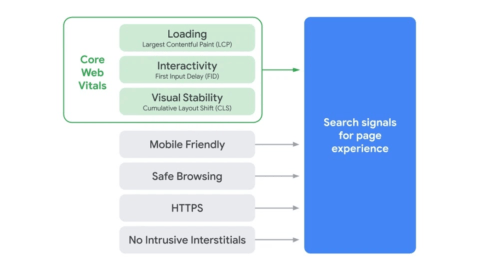 Core
Web
Vitals
Loading
Largest Contentful Paint (LCP)
Interactivity
First Input Delay (FID)
Visual Stability
Cumulative Layout Shift (CLS)
Mobile Friendly
Safe Browsing
HTTPS
No Intrusive Interstitials
Search signals
for page
experience